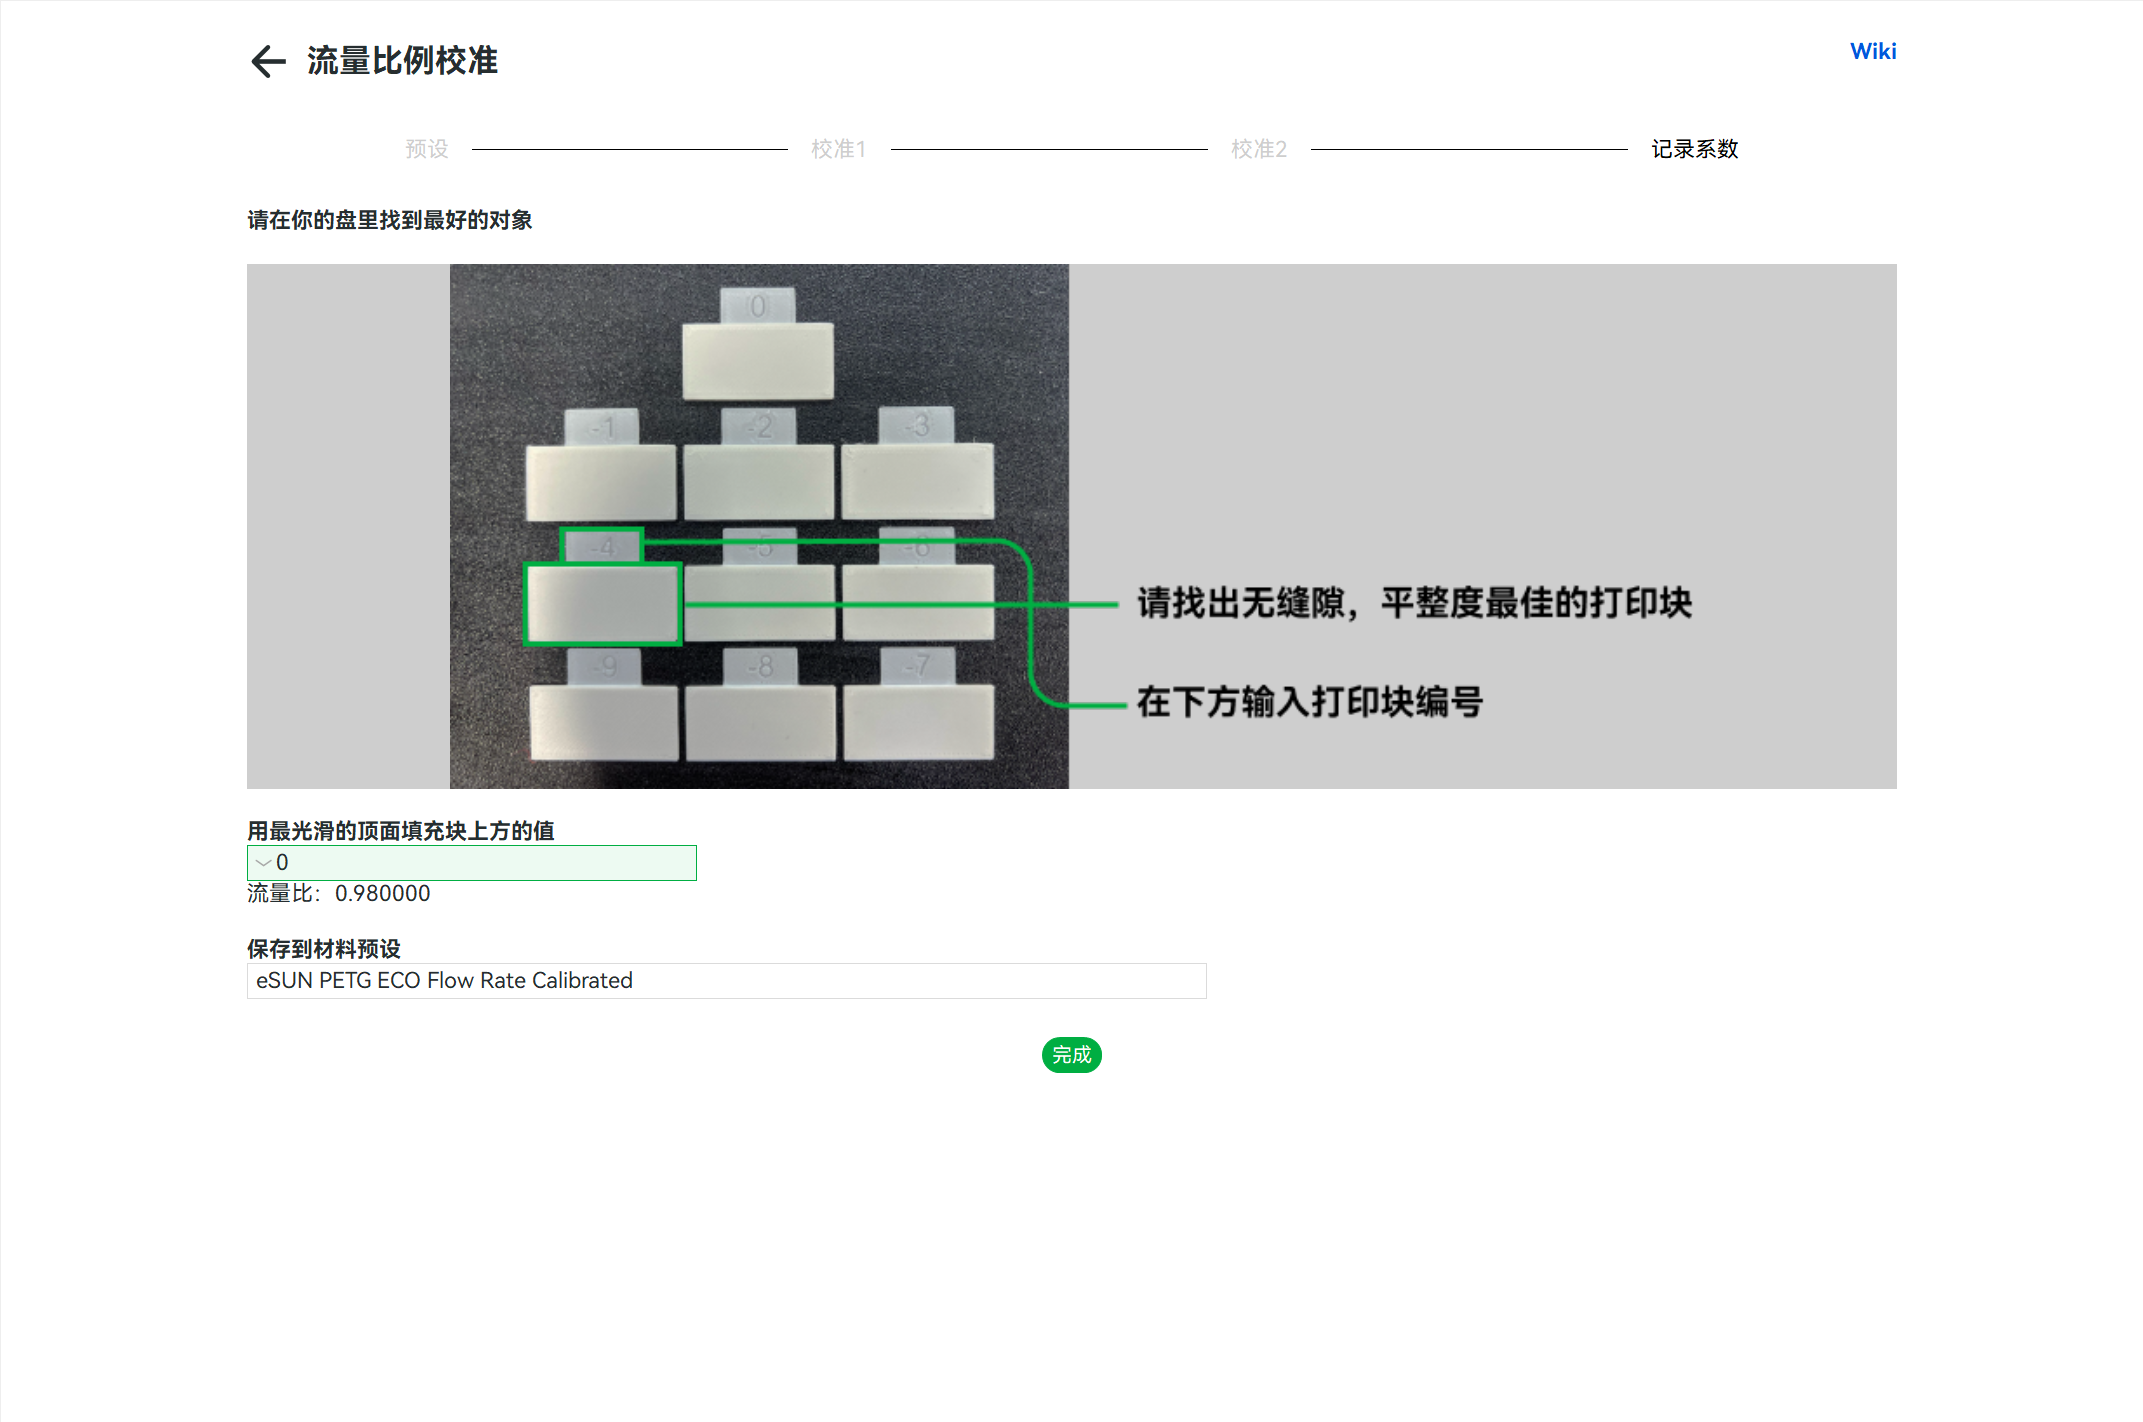 流量比例校准
Wiki
预设
校准1
校准2
记录系数
请在你的盘里找到最好的对象
0
-1
-2
-3
-4
-5
-6
-9
-8
-7
请找出无缝隙，平整度最佳的打印块
在下方输入打印块编号
用最光滑的顶面填充块上方的值
0
流量比：0.980000
保存到材料预设
eSUN PETG ECO Flow Rate Calibrated
完成